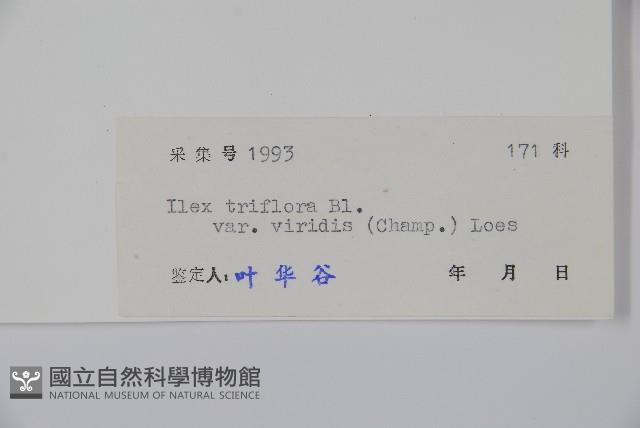 采集号 1993 171 科
Ilex triflora Bl.
var. viridis (Champ.) Loes
鉴定人: 叶华谷 年 月 日
國立自然科學博物館
NATIONAL MUSEUM OF NATURAL SCIENCE